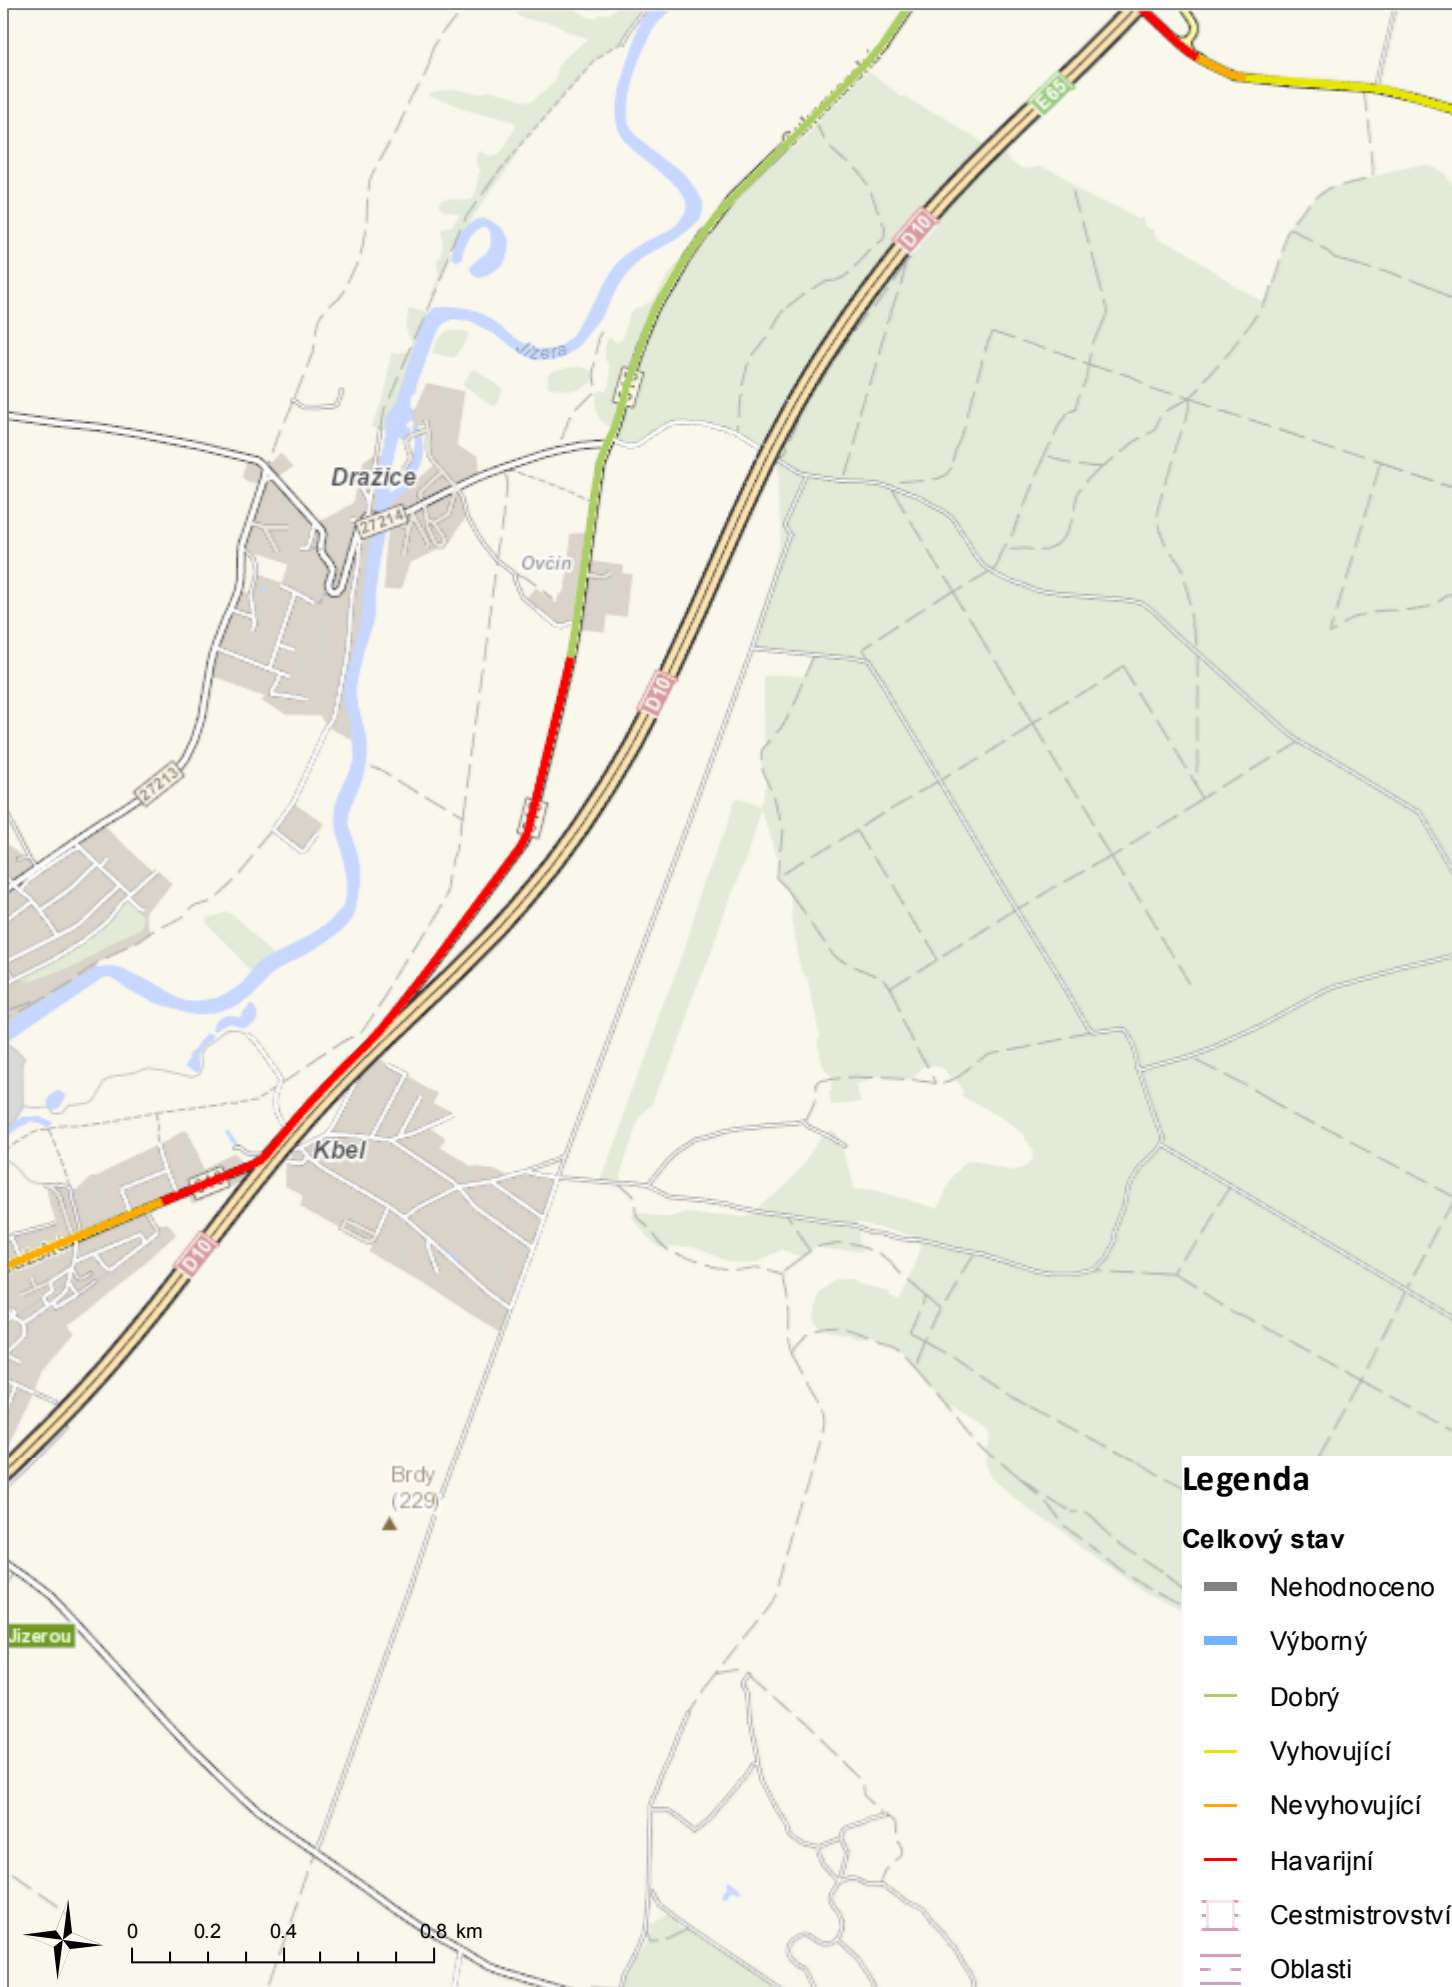 E65
D10
Jizera
Dražice
27214
Ovčín
D10
27213
Kbel
D10
Brdy
(229)
Jizerou
Legenda
Celkový stav
Nehodnoceno
Výborný
Dobrý
Vyhovující
Nevyhovující
Havarijní
Cestmistrovství
Oblasti
0 0.2 0.4 0.8 km